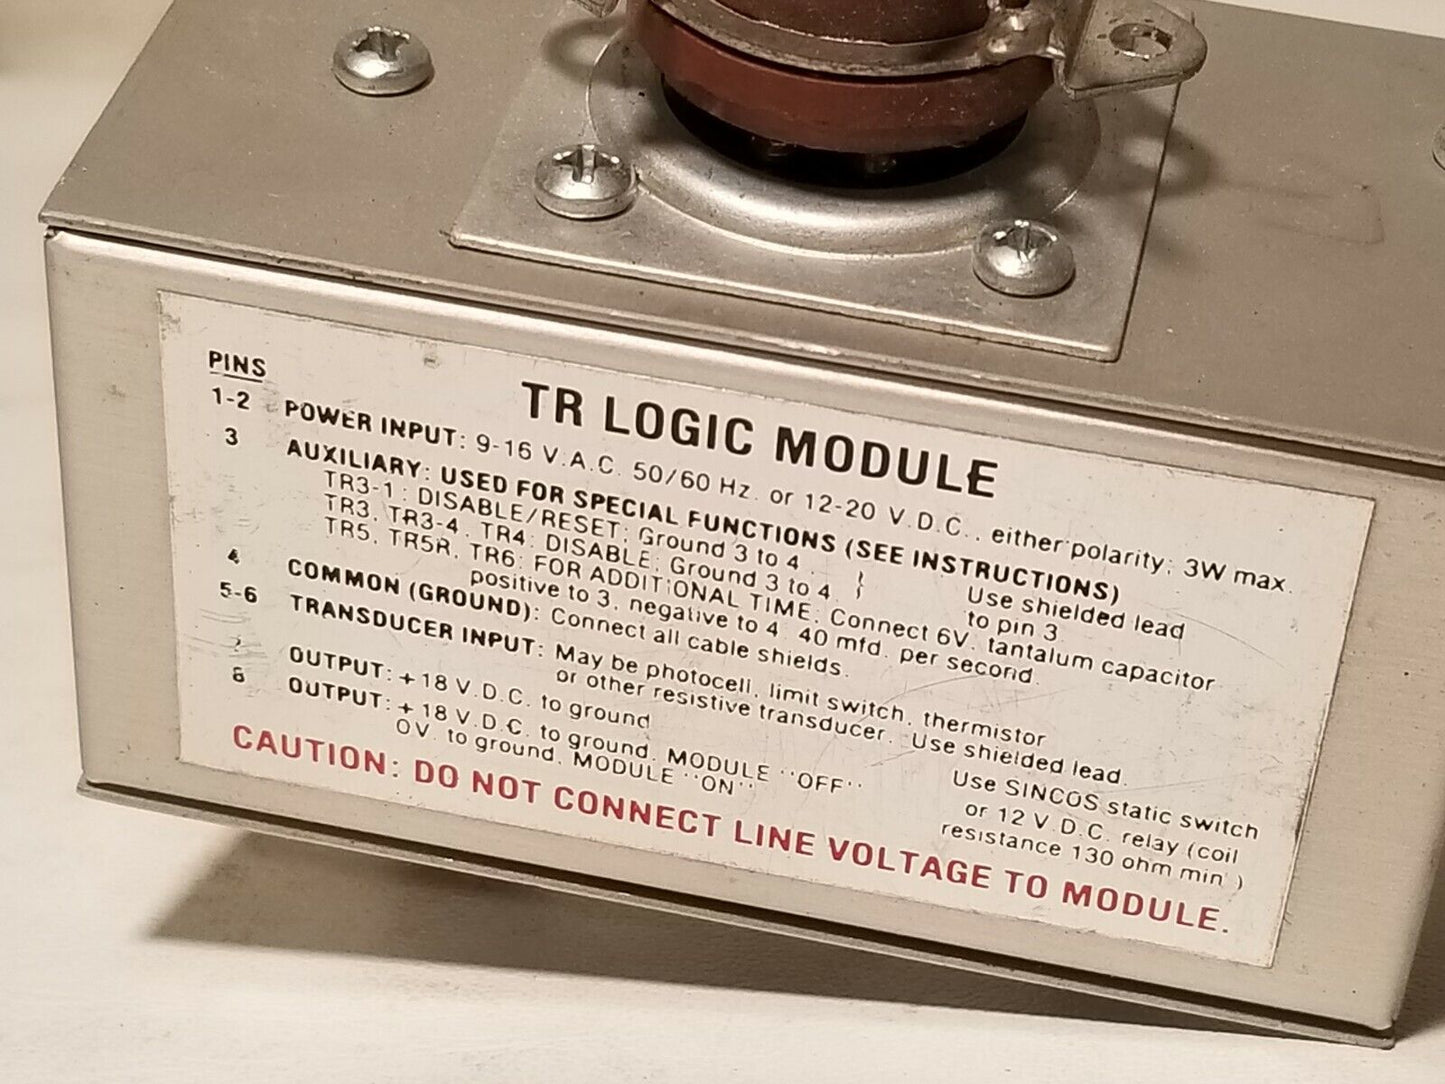 TR LOGIC MODULE
PINS
1-2 POWER INPUT: 9-16 V.A.C. 50/60 Hz. or 12-20 V.D.C., either polarity; 3W max.
3 AUXILIARY: USED FOR SPECIAL FUNCTIONS (SEE INSTRUCTIONS)
TR3-1: DISABLE/RESET; Ground 3 to 4. Use shielded lead
TR3, TR3-4, TR4: DISABLE; Ground 3 to 4. to pin 3
TR5, TR5R, TR6: FOR ADDITIONAL TIME: Connect 6V. tantalum capacitor
positive to 3, negative to 4. 40 mfd. per second.
4 COMMON (GROUND): Connect all cable shields.
5-6 TRANSDUCER INPUT: May be photocell, limit switch, thermistor
or other resistive transducer. Use shielded lead.
7 OUTPUT: +18 V.D.C. to ground
8 OUTPUT: +18 V.D.C. to ground, MODULE "OFF" Use SINCOS static switch
0V. to ground, MODULE "ON" or 12 V.D.C. relay (coil
resistance 130 ohm min.)
CAUTION: DO NOT CONNECT LINE VOLTAGE TO MODULE.